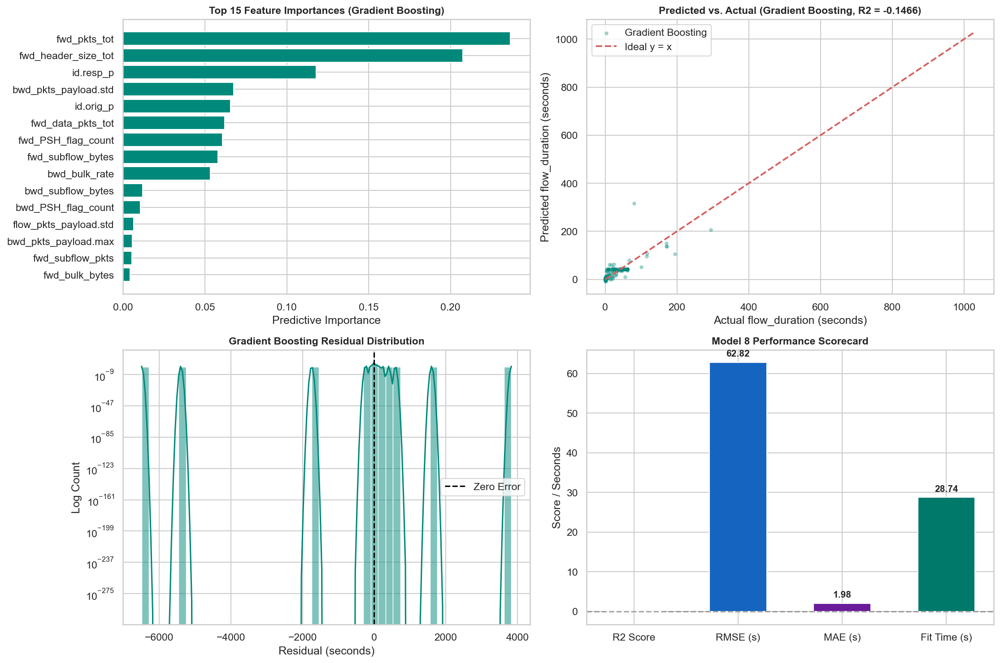 Top 15 Feature Importances (Gradient Boosting)
fwd_pkts_tot
fwd_header_size_tot
id.resp_p
bwd_pkts_payload.std
id.orig_p
fwd_data_pkts_tot
fwd_PSH_flag_count
fwd_subflow_bytes
bwd_bulk_rate
bwd_subflow_bytes
bwd_PSH_flag_count
flow_pkts_payload.std
bwd_pkts_payload.max
fwd_subflow_pkts
fwd_bulk_bytes
0.00 0.05 0.10 0.15 0.20
Predictive Importance
Predicted vs. Actual (Gradient Boosting, R2 = -0.1466)
Gradient Boosting
Ideal y = x
Predicted flow_duration (seconds)
1000
800
600
400
200
0
0 200 400 600 800 1000
Actual flow_duration (seconds)
Gradient Boosting Residual Distribution
Log Count
10⁻⁹
10⁻⁴⁷
10⁻⁸⁵
10⁻¹²³
10⁻¹⁶¹
10⁻¹⁹⁹
10⁻²³⁷
10⁻²⁷⁵
Zero Error
−6000 −4000 −2000 0 2000 4000
Residual (seconds)
Model 8 Performance Scorecard
Score / Seconds
60
50
40
30
20
10
0
62.82
1.98
28.74
R2 Score RMSE (s) MAE (s) Fit Time (s)